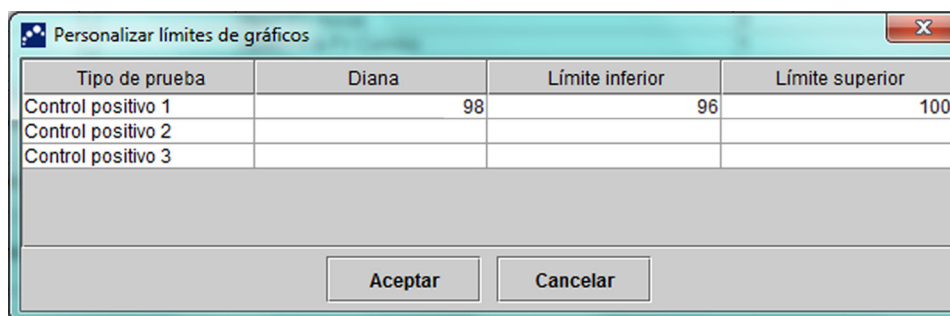 Personalizar límites de gráficos
Tipo de prueba Diana Límite inferior Límite superior
Control positivo 1 98 96 100
Control positivo 2
Control positivo 3
Aceptar Cancelar